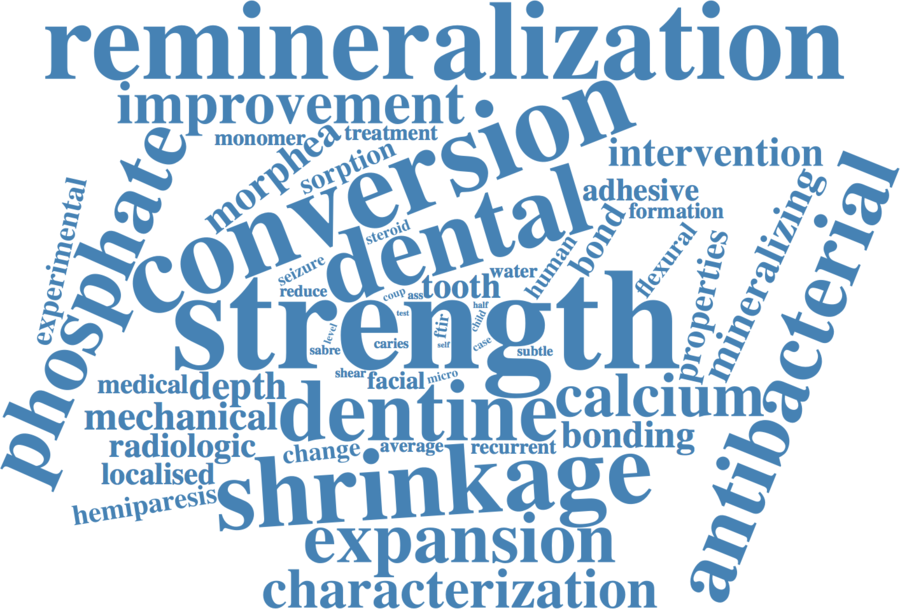 remineralization
improvement
monomer
treatment
morphea
sorption
conversion
phosphate
experimental
intervention
adhesive
formation
dental
steroid
seizure
reduce
human
bond
flexural
properties
mineralizing
antibacterial
water
tooth
coup
ass
half
child
test
ftir
self
case
level
strength
sabre
caries
subtle
shear
facial
micro
medical
depth
mechanical
dentine
calcium
radiologic
change
average
recurrent
bonding
localised
hemiparesis
shrinkage
expansion
characterization